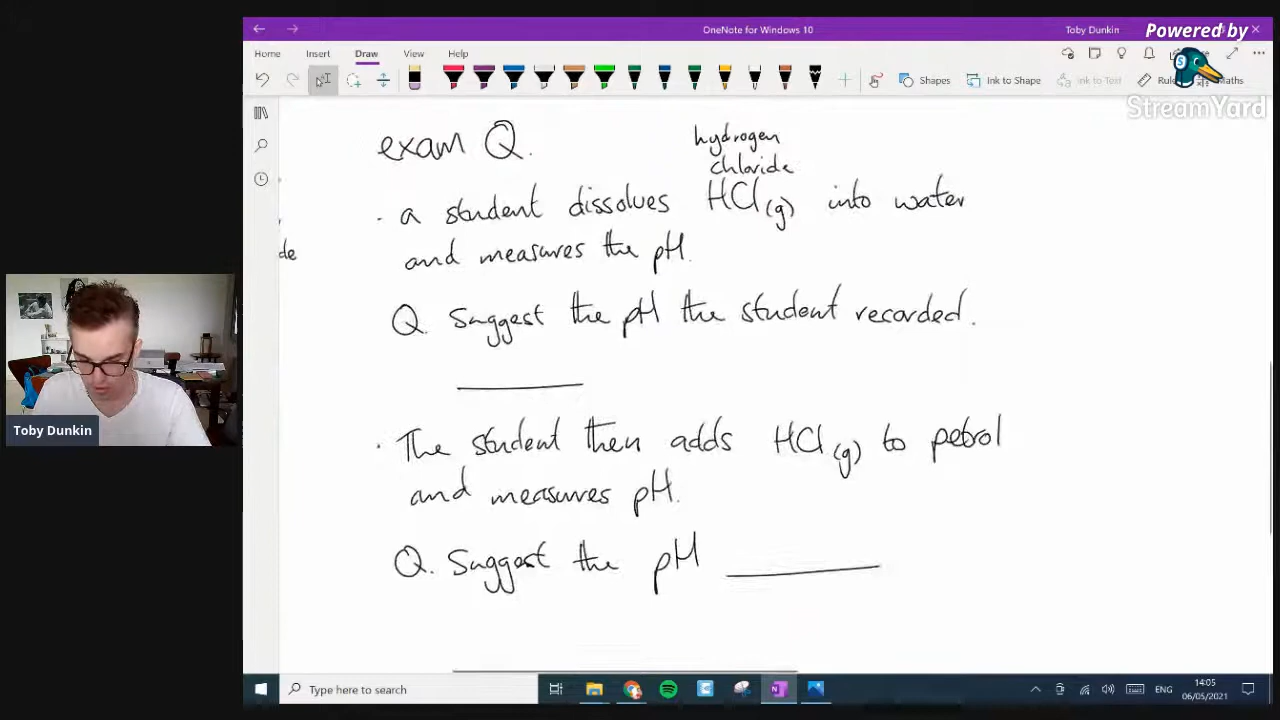 OneNote for Windows 10
Toby Dunkin
Powered by
StreamYard
Home Insert Draw View Help
Shapes Ink to Shape Ink to Text Maths
exam Q.
hydrogen
chloride
· a student dissolves HCl(g) into water
and measures the pH.
de
Q. Suggest the pH the student recorded.
Toby Dunkin
· The student then adds HCl(g) to petrol
and measures pH.
Q. Suggest the pH
Type here to search
ENG
14:05
06/05/2021